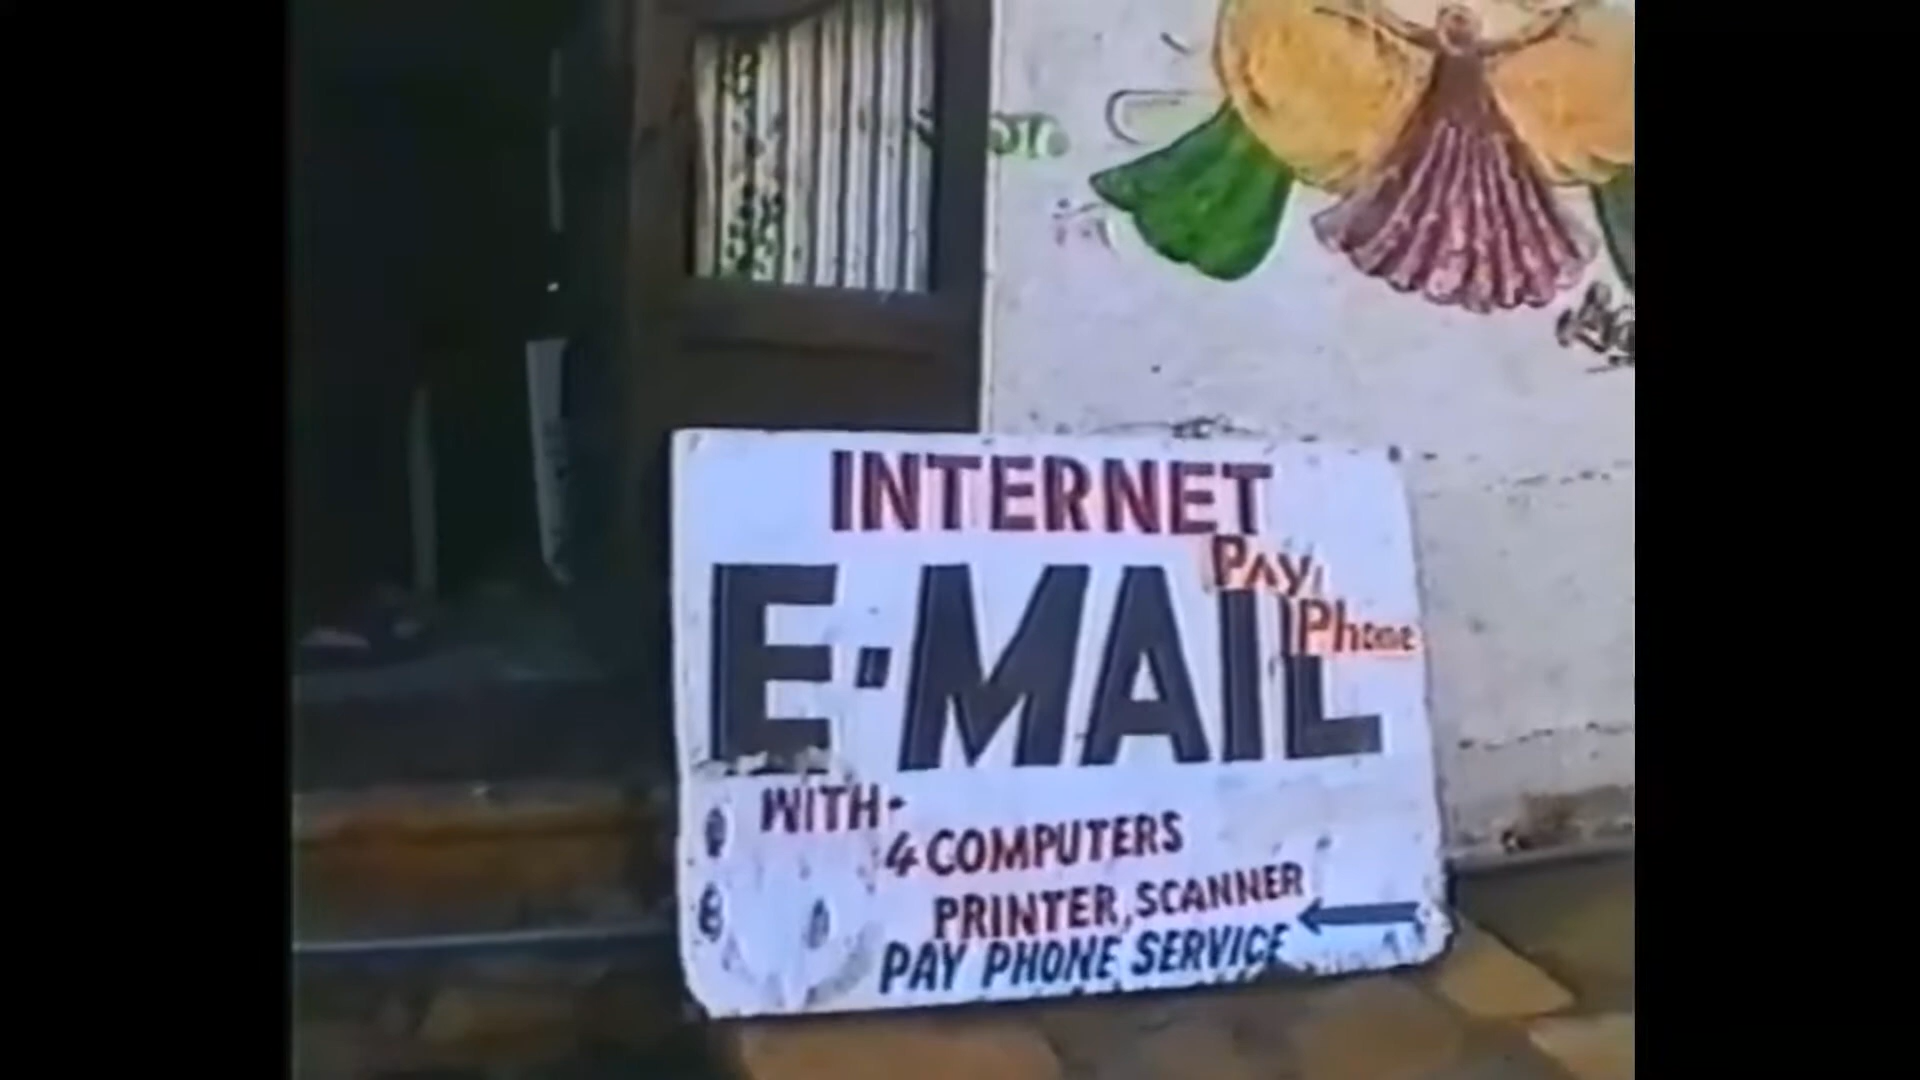 INTERNET
Pay
Phone
E-MAIL
WITH-
4 COMPUTERS
PRINTER, SCANNER
PAY PHONE SERVICE